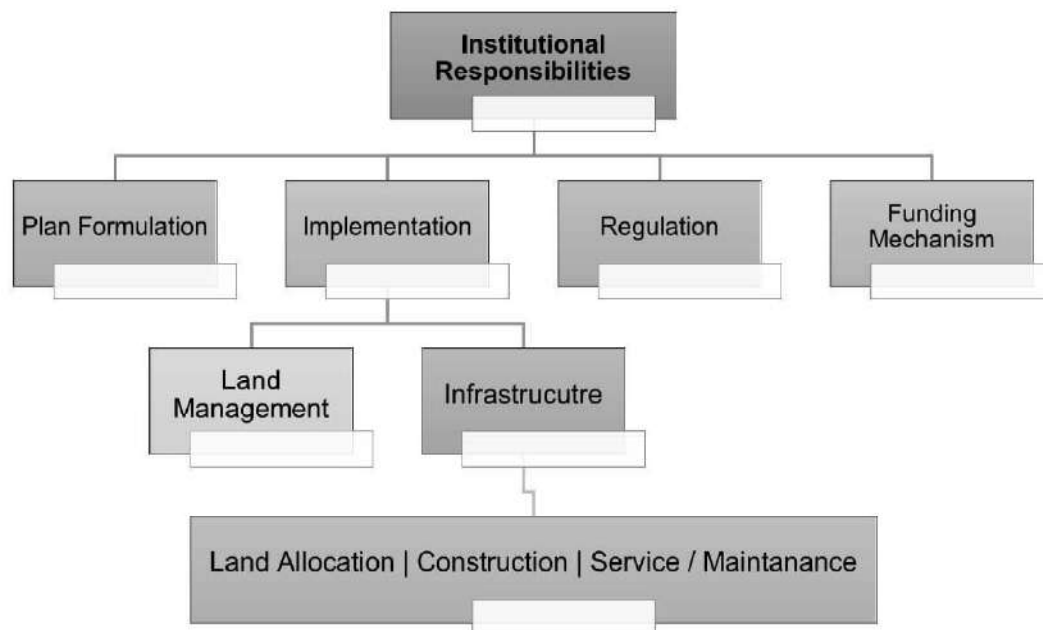 Institutional
Responsibilities
Plan Formulation
Implementation
Regulation
Funding
Mechanism
Land
Management
Infrastrucutre
Land Allocation | Construction | Service / Maintanance